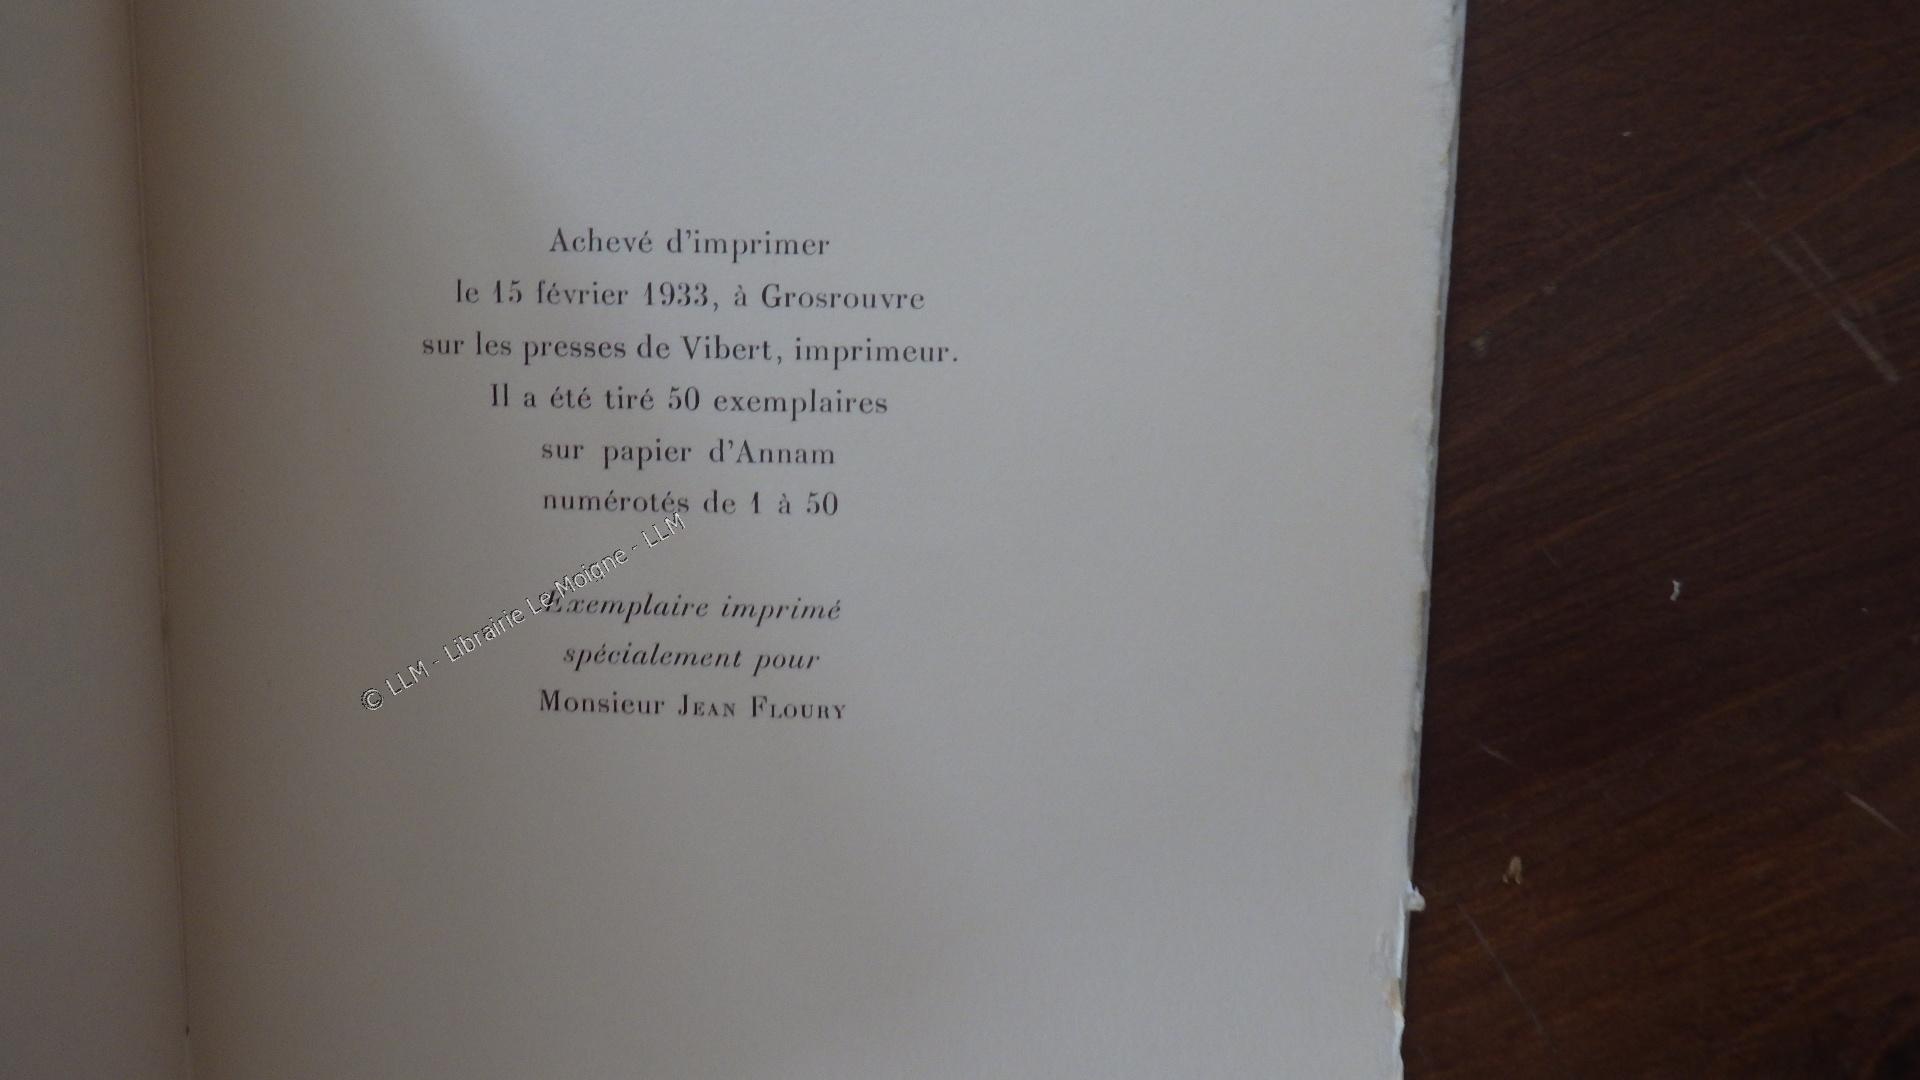 Achevé d'imprimer
le 15 février 1933, à Grosrouvre
sur les presses de Vibert, imprimeur.
Il a été tiré 50 exemplaires
sur papier d'Annam
numérotés de 1 à 50
Exemplaire imprimé
spécialement pour
Monsieur JEAN FLOURY
© LLM - Librairie Le Moigne - LLM